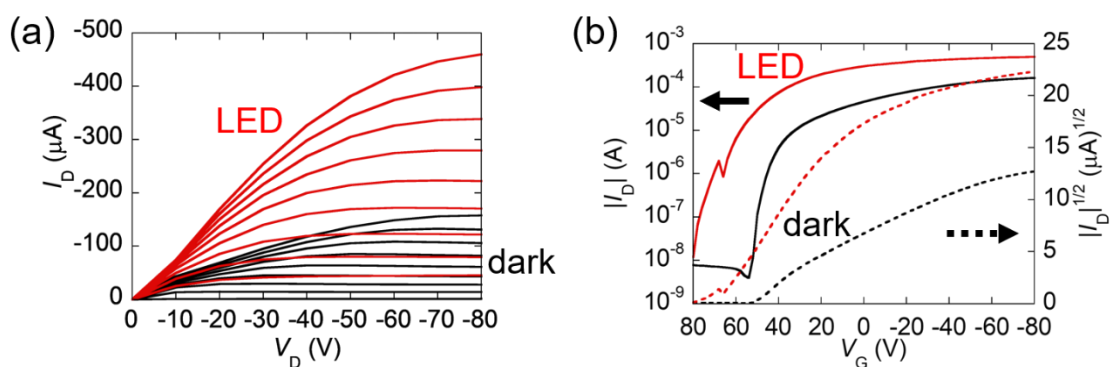 (a)
-500
-400
-300
-200
-100
0
I_D (μA)
LED
dark
0 -10 -20 -30 -40 -50 -60 -70 -80
V_D (V)
(b)
10^-3
10^-4
10^-5
10^-6
10^-7
10^-8
10^-9
|I_D| (A)
LED
dark
80 60 40 20 0 -20 -40 -60 -80
V_G (V)
25
20
15
10
5
0
|I_D|^1/2 (μA)^1/2